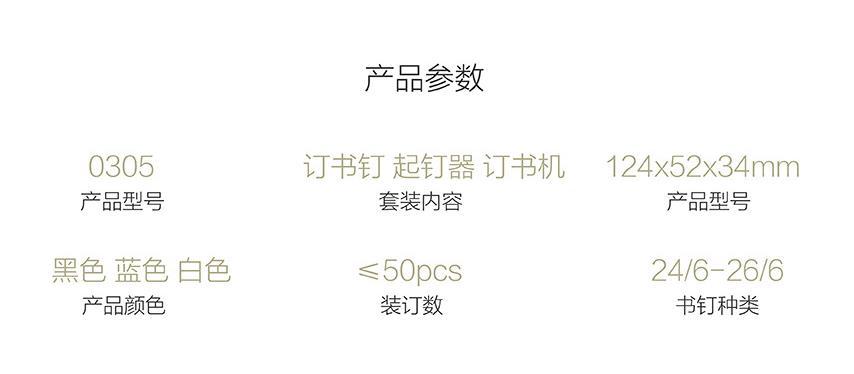 产品参数
0305 订书钉 起钉器 订书机 124x52x34mm
产品型号 套装内容 产品型号
黑色 蓝色 白色 ≤50pcs 24/6-26/6
产品颜色 装订数 书钉种类